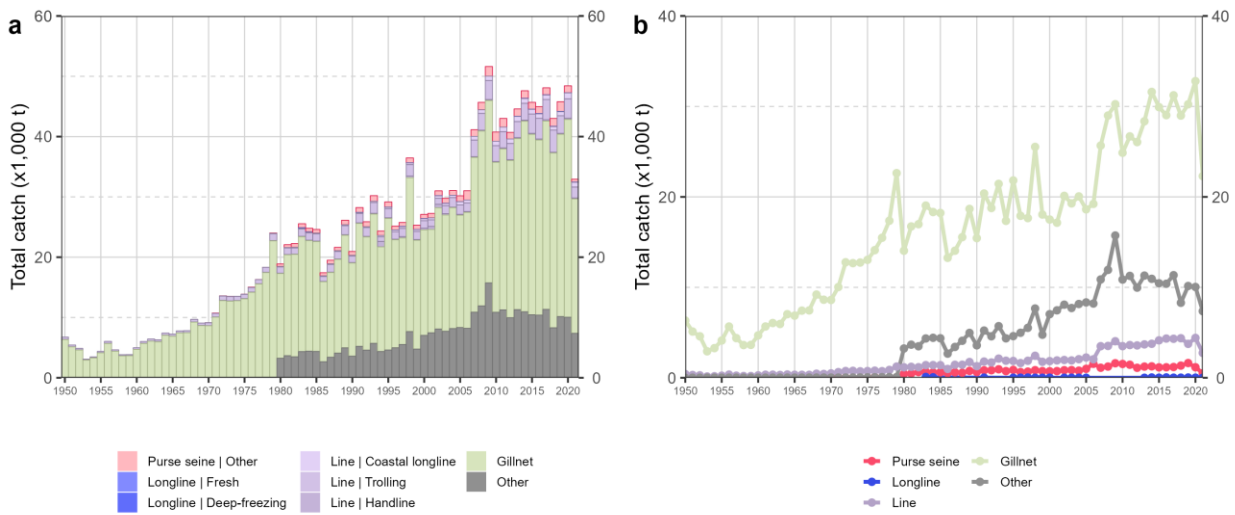 a
60
40
20
0
Total catch (x1,000 t)
60
40
20
0
1950 1955 1960 1965 1970 1975 1980 1985 1990 1995 2000 2005 2010 2015 2020
Purse seine | Other
Longline | Fresh
Longline | Deep-freezing
Line | Coastal longline
Line | Trolling
Line | Handline
Gillnet
Other
b
40
20
0
Total catch (x1,000 t)
40
20
0
1950 1955 1960 1965 1970 1975 1980 1985 1990 1995 2000 2005 2010 2015 2020
Purse seine
Longline
Line
Gillnet
Other